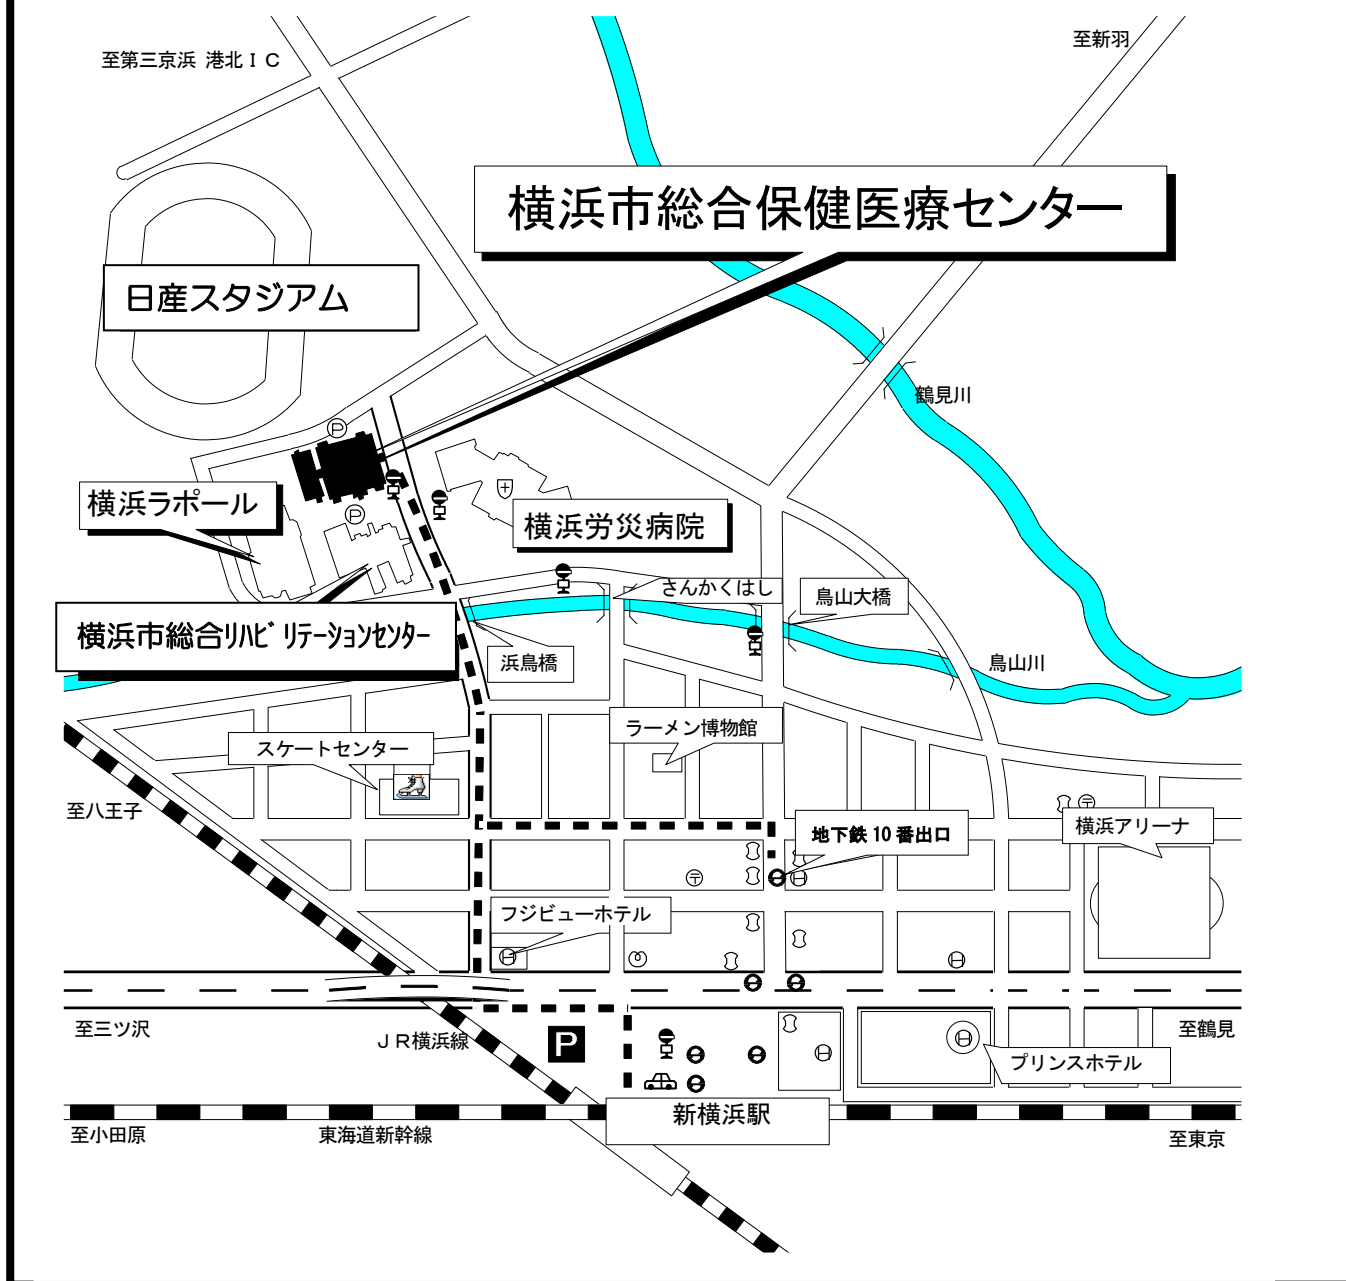 至第三京浜 港北ＩＣ
至新羽
横浜市総合保健医療センター
日産スタジアム
鶴見川
P
横浜ラポール
P
横浜労災病院
さんかくはし
鳥山大橋
横浜市総合ﾘﾊﾋﾞﾘﾃｰｼｮﾝｾﾝﾀｰ
浜鳥橋
鳥山川
ラーメン博物館
スケートセンター
至八王子
地下鉄10番出口
〒
横浜アリーナ
〒
H
フジビューホテル
H
H
至三ツ沢
ＪＲ横浜線
P
H
H
至鶴見
プリンスホテル
新横浜駅
至小田原
東海道新幹線
至東京